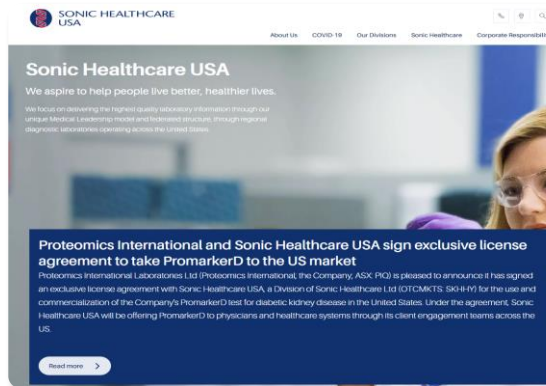 SONIC HEALTHCARE
USA
About Us COVID-19 Our Divisions Sonic Healthcare Corporate Responsibili
Sonic Healthcare USA
We aspire to help people live better, healthier lives.
We focus on delivering the highest quality laboratory information through our
unique Medical Leadership model and federated structure, through regional
diagnostic laboratories operating across the United States.
Proteomics International and Sonic Healthcare USA sign exclusive license
agreement to take PromarkerD to the US market
Proteomics International Laboratories Ltd (Proteomics International, the Company, ASX: PIQ) is pleased to announce it has signed
an exclusive license agreement with Sonic Healthcare USA, a Division of Sonic Healthcare Ltd (OTCMKTS: SKHHY) for the use and
commercialization of the Company's PromarkerD test for diabetic kidney disease in the United States. Under the agreement, Sonic
Healthcare USA will be offering PromarkerD to physicians and healthcare systems through its client engagement teams across the
US.
Read more